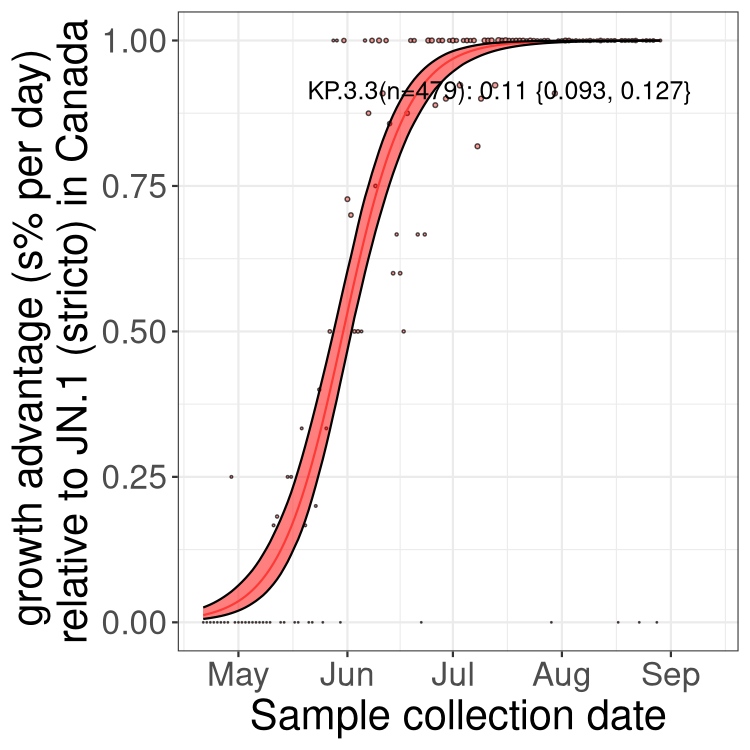 growth advantage (s% per day)
relative to JN.1 (stricto) in Canada
1.00
0.75
0.50
0.25
0.00
KP.3.3(n=479): 0.11 {0.093, 0.127}
May Jun Jul Aug Sep
Sample collection date